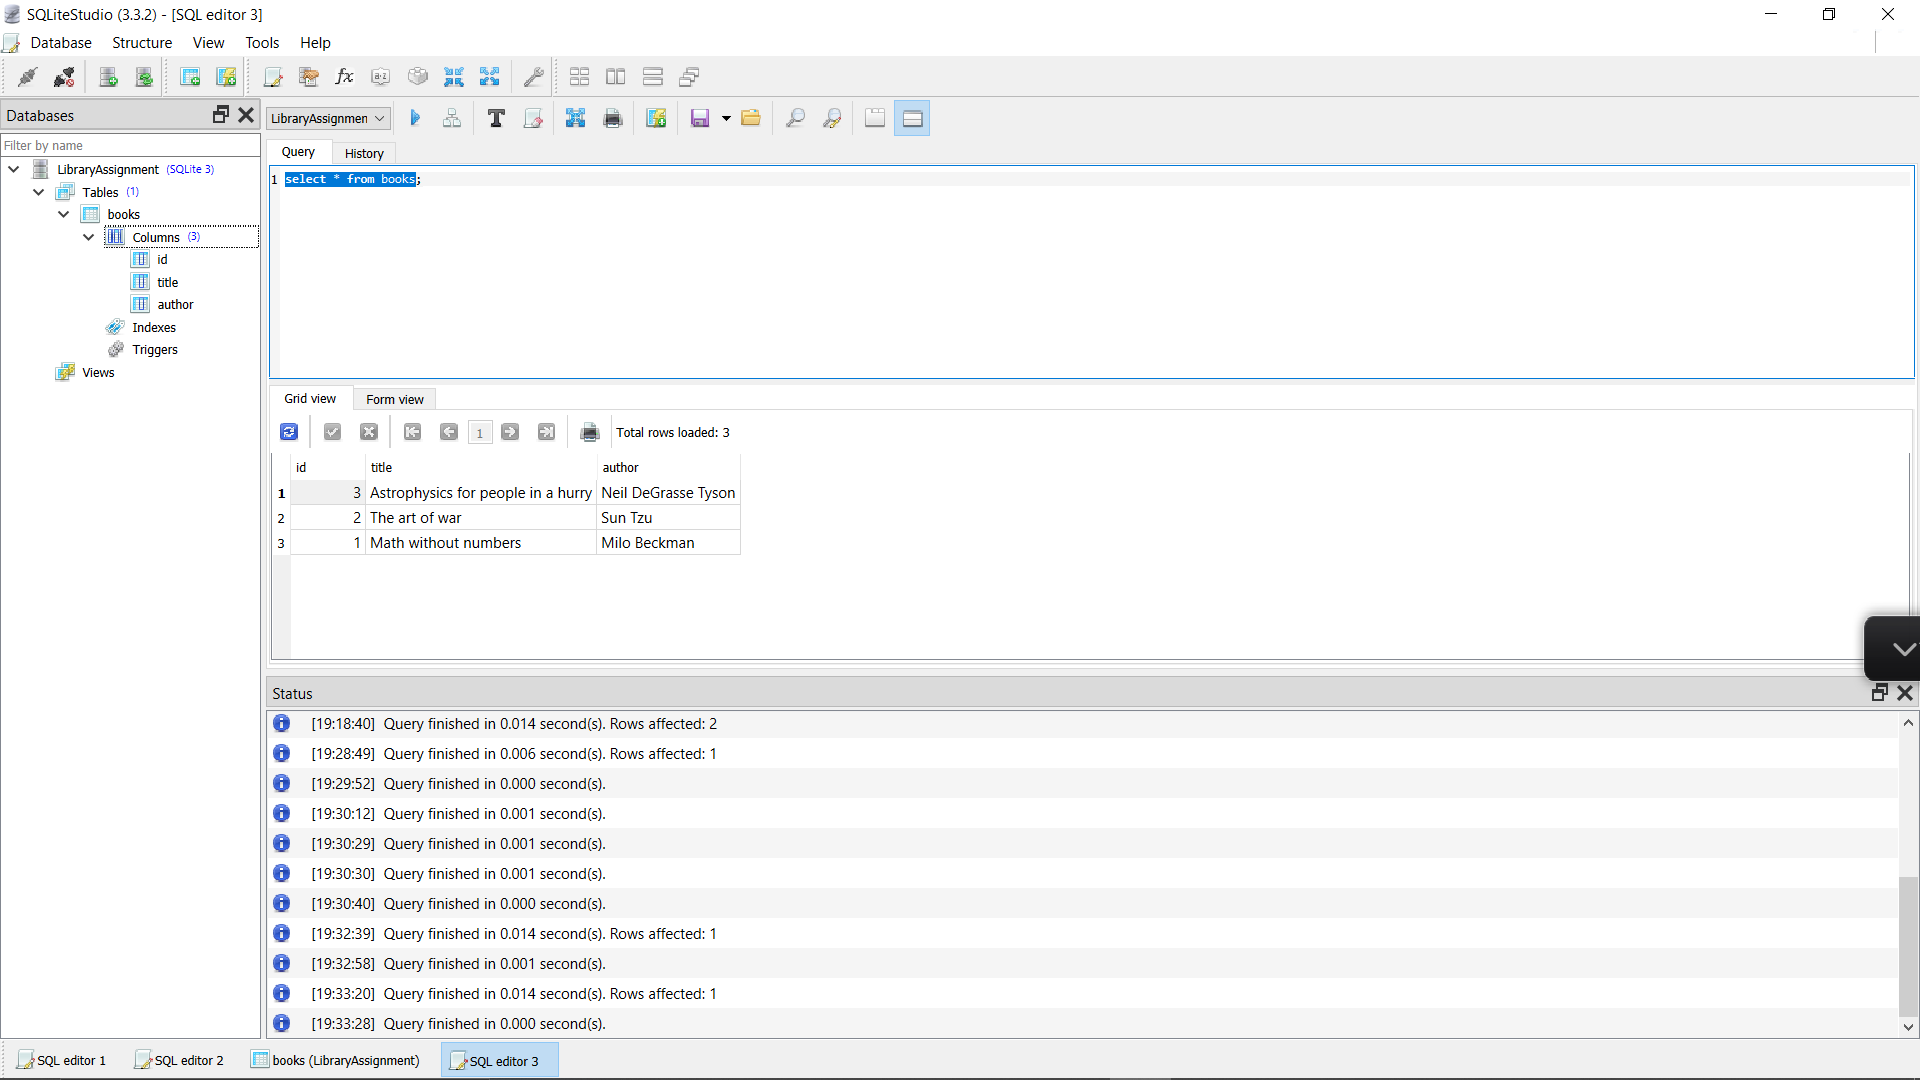 SQLiteStudio (3.3.2) - [SQL editor 3]
Database Structure View Tools Help
Databases
LibraryAssignmen
Query History
Filter by name
LibraryAssignment (SQLite 3)
Tables (1)
books
Columns (3)
id
title
author
Indexes
Triggers
Views
1 select * from books;
Grid view Form view
1 Total rows loaded: 3
id title author
1 3 Astrophysics for people in a hurry Neil DeGrasse Tyson
2 2 The art of war Sun Tzu
3 1 Math without numbers Milo Beckman
Status
[19:18:40] Query finished in 0.014 second(s). Rows affected: 2
[19:28:49] Query finished in 0.006 second(s). Rows affected: 1
[19:29:52] Query finished in 0.000 second(s).
[19:30:12] Query finished in 0.001 second(s).
[19:30:29] Query finished in 0.001 second(s).
[19:30:30] Query finished in 0.001 second(s).
[19:30:40] Query finished in 0.000 second(s).
[19:32:39] Query finished in 0.014 second(s). Rows affected: 1
[19:32:58] Query finished in 0.001 second(s).
[19:33:20] Query finished in 0.014 second(s). Rows affected: 1
[19:33:28] Query finished in 0.000 second(s).
SQL editor 1 SQL editor 2 books (LibraryAssignment) SQL editor 3